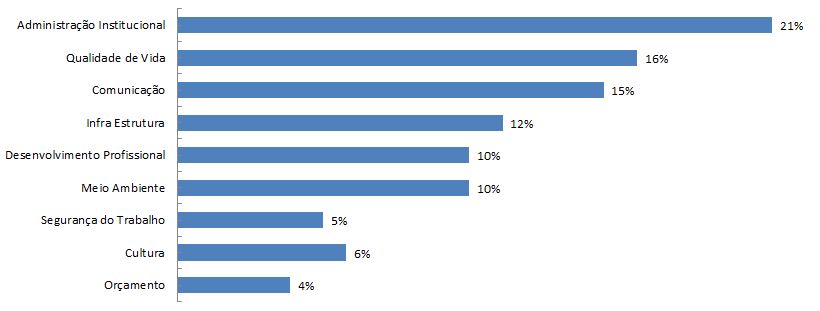 Administração Institucional 21%
Qualidade de Vida 16%
Comunicação 15%
Infra Estrutura 12%
Desenvolvimento Profissional 10%
Meio Ambiente 10%
Segurança do Trabalho 5%
Cultura 6%
Orçamento 4%